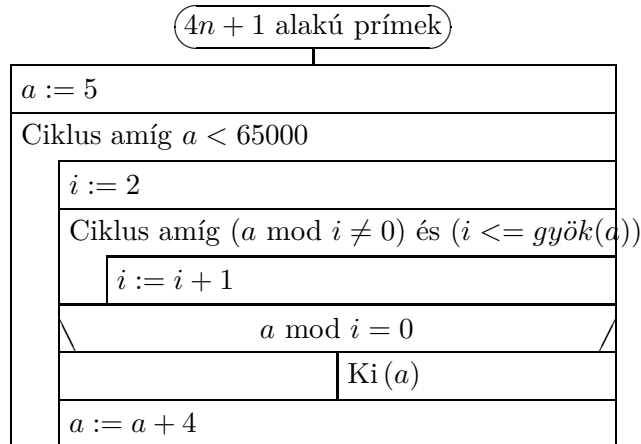 4n + 1 alakú prímek
a := 5
Ciklus amíg a < 65000
i := 2
Ciklus amíg (a mod i ≠ 0) és (i <= gyök(a))
i := i + 1
a mod i = 0
Ki (a)
a := a + 4